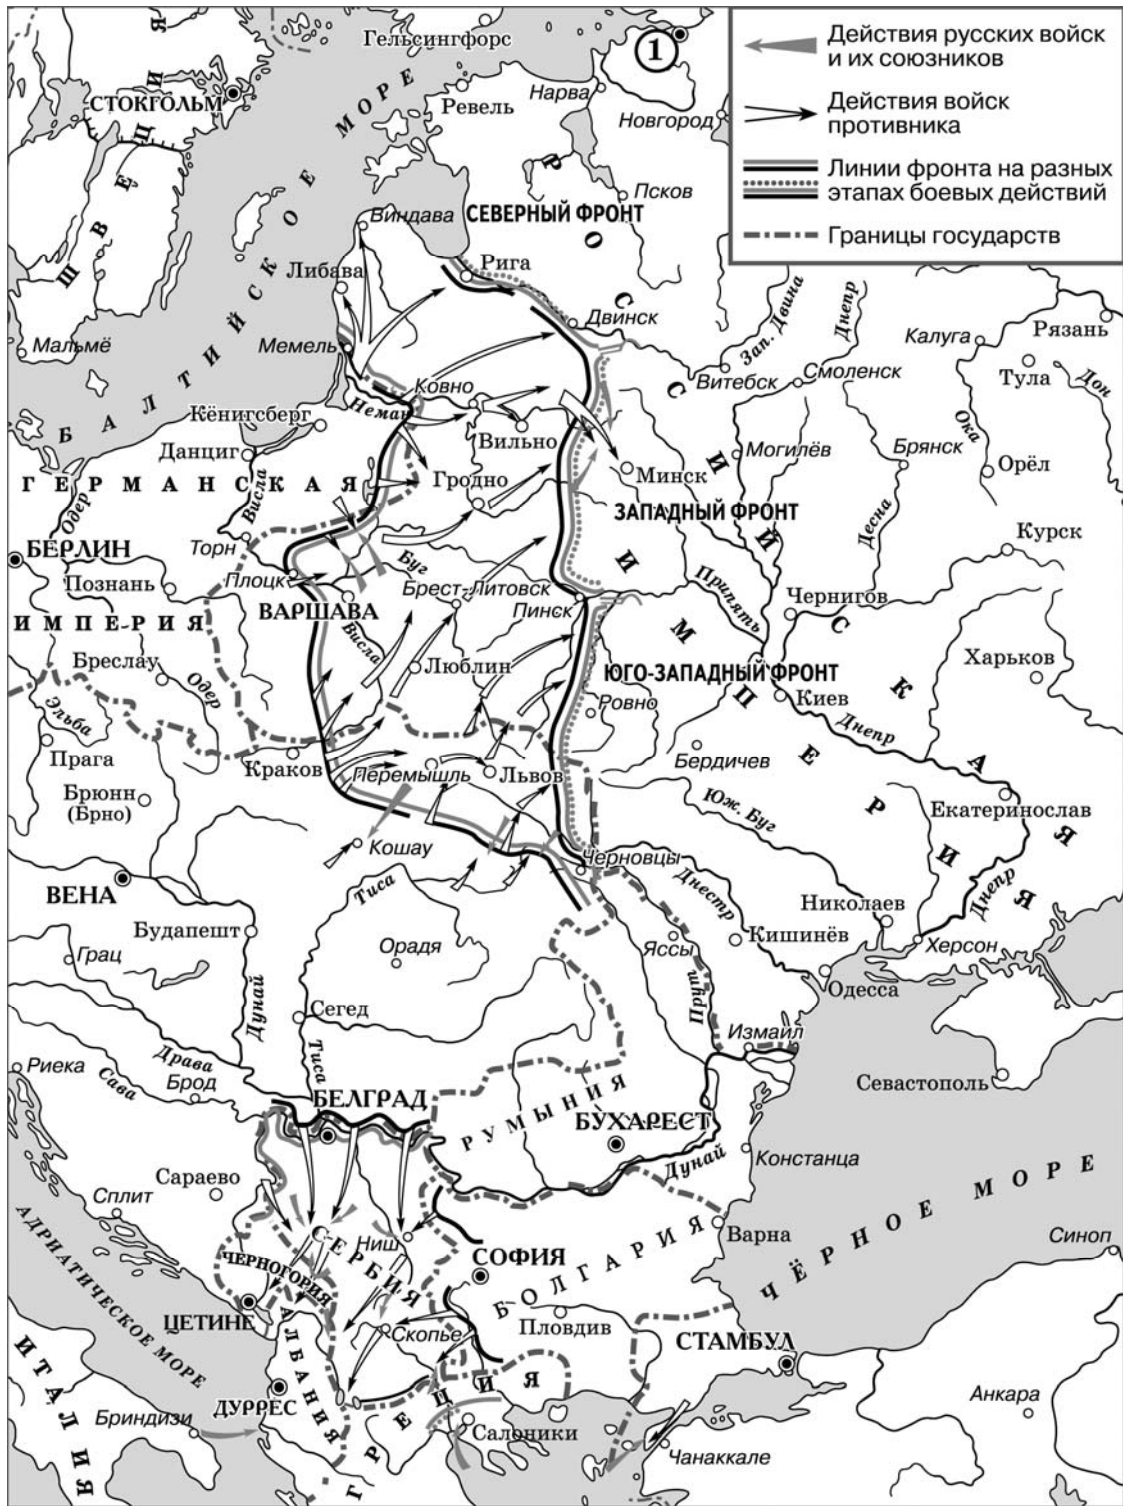 Гельсингфорс
1
СТОКГОЛЬМ
Ревель
Нарва
Новгород
Псков
Действия русских войск
и их союзников
Действия войск
противника
Линии фронта на разных
этапах боевых действий
Границы государств
ШВЕЦИЯ
БАЛТИЙСКОЕ МОРЕ
РОССИЙСКАЯ ИМПЕРИЯ
СЕВЕРНЫЙ ФРОНТ
Виндава
Рига
Либава
Двинск
Зап. Двина
Днепр
Калуга
Рязань
Мальмё
Мемель
Витебск
Смоленск
Тула
Дон
Ковно
Неман
Кёнигсберг
Вильно
Ока
Данциг
Могилёв
Брянск
Орёл
Минск
ГЕРМАНСКАЯ
ИМПЕРИЯ
Гродно
Одер
Висла
ЗАПАДНЫЙ ФРОНТ
Десна
Курск
Торн
БЕРЛИН
Буг
Плоцк
Познань
Брест-Литовск
Припять
ВАРШАВА
Пинск
Чернигов
Висла
Бреслау
Люблин
ЮГО-ЗАПАДНЫЙ ФРОНТ
Харьков
Одер
Эльба
Ровно
Киев
Днепр
Прага
Краков
Перемышль
Львов
Бердичев
Брюнн
(Брно)
Юж. Буг
Екатеринослав
Кошау
Черновцы
ВЕНА
Тиса
Днестр
Днепр
Николаев
Будапешт
Грац
Орадя
Яссы
Кишинёв
Херсон
Одесса
Дунай
Сегед
Прут
Измаил
Драва
Тиса
Риека
Сава
Брод
Севастополь
БЕЛГРАД
РУМЫНИЯ
БУХАРЕСТ
Дунай
Констанца
Сараево
Сплит
АДРИАТИЧЕСКОЕ МОРЕ
СЕРБИЯ
Ниш
ЧЕРНОГОРИЯ
СОФИЯ
БОЛГАРИЯ
Варна
ЧЁРНОЕ МОРЕ
Синоп
ЦЕТИНЕ
Скопье
Пловдив
СТАМБУЛ
ИТАЛИЯ
АЛБАНИЯ
ГРЕЦИЯ
ДУРРЕС
Анкара
Бриндизи
Салоники
Чанаккале